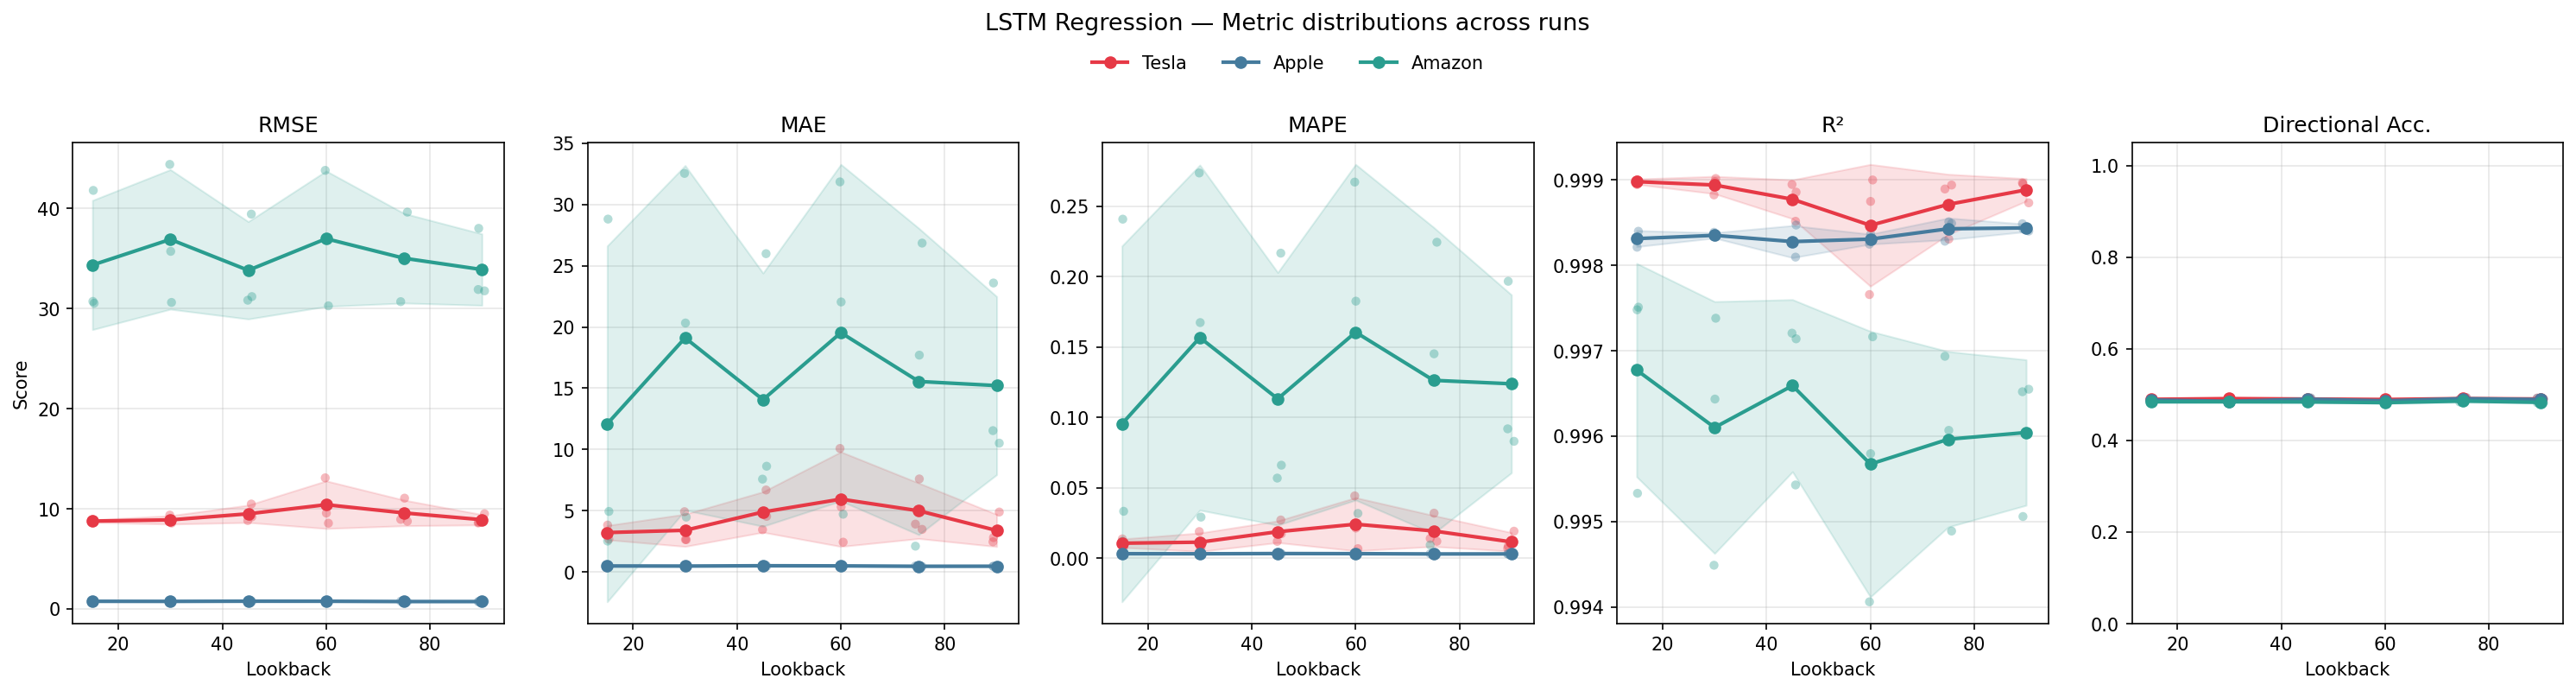 LSTM Regression — Metric distributions across runs
Tesla Apple Amazon
RMSE
Score
40
30
20
10
0
20 40 60 80
Lookback
MAE
35
30
25
20
15
10
5
0
20 40 60 80
Lookback
MAPE
0.25
0.20
0.15
0.10
0.05
0.00
20 40 60 80
Lookback
R²
0.999
0.998
0.997
0.996
0.995
0.994
20 40 60 80
Lookback
Directional Acc.
1.0
0.8
0.6
0.4
0.2
0.0
20 40 60 80
Lookback